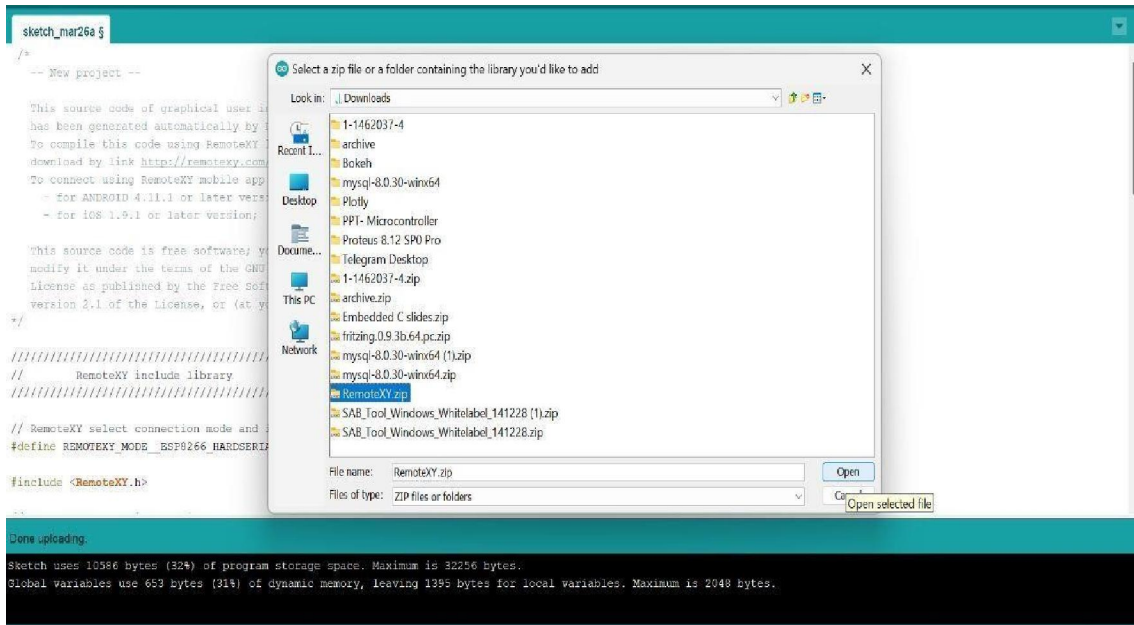 sketch_mar26a §
/*
-- New project --
This source code of graphical user i
has been generated automatically by
To compile this code using RemoteXY
download by link http://remotexy.com
To connect using RemoteXY mobile app
- for ANDROID 4.11.1 or later vers
- for iOS 1.9.1 or later version;
This source code is free software; y
modify it under the terms of the GNU
License as published by the Free Sof
version 2.1 of the License, or (at y
*/
//////////////////////////////////////
// RemoteXY include library
//////////////////////////////////////
// RemoteXY select connection mode and
#define REMOTEXY_MODE__ESP8266_HARDSERIA
#include <RemoteXY.h>
Select a zip file or a folder containing the library you'd like to add
Look in: Downloads
Recent I...
Desktop
Docume...
This PC
Network
1-1462037-4
archive
Bokeh
mysql-8.0.30-winx64
Plotly
PPT- Microcontroller
Proteus 8.12 SP0 Pro
Telegram Desktop
1-1462037-4.zip
archive.zip
Embedded C slides.zip
fritzing.0.9.3b.64.pc.zip
mysql-8.0.30-winx64 (1).zip
mysql-8.0.30-winx64.zip
RemoteXY.zip
SAB_Tool_Windows_Whitelabel_141228 (1).zip
SAB_Tool_Windows_Whitelabel_141228.zip
File name: RemoteXY.zip
Open
Files of type: ZIP files or folders
Open selected file
Done uploading.
Sketch uses 10586 bytes (32%) of program storage space. Maximum is 32256 bytes.
Global variables use 653 bytes (31%) of dynamic memory, leaving 1395 bytes for local variables. Maximum is 2048 bytes.